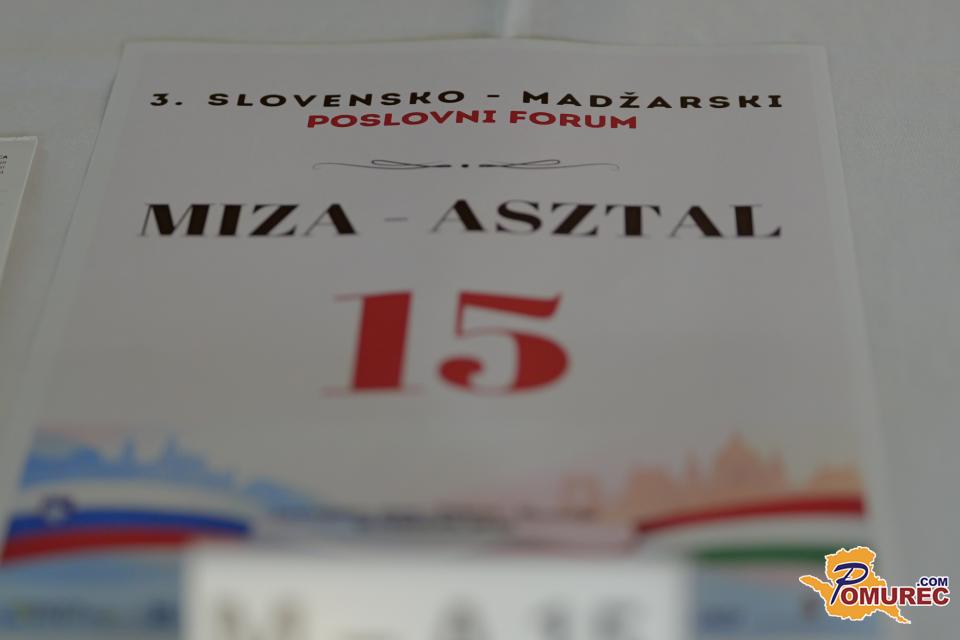 3. SLOVENSKO - MADŽARSKI
POSLOVNI FORUM
MIZA - ASZTAL
15
POMUREC.COM